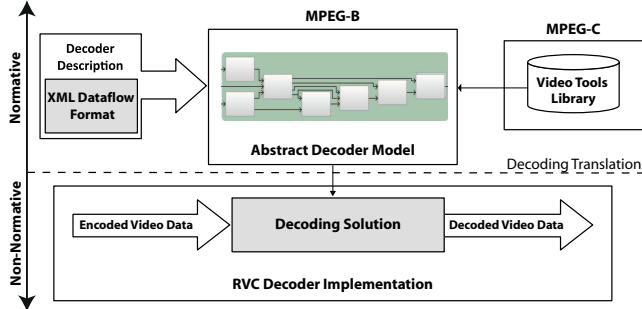 MPEG-B
MPEG-C
Normative
Decoder
Description
XML Dataflow
Format
Abstract Decoder Model
Video Tools
Library
Decoding Translation
Non-Normative
Encoded Video Data
Decoding Solution
Decoded Video Data
RVC Decoder Implementation